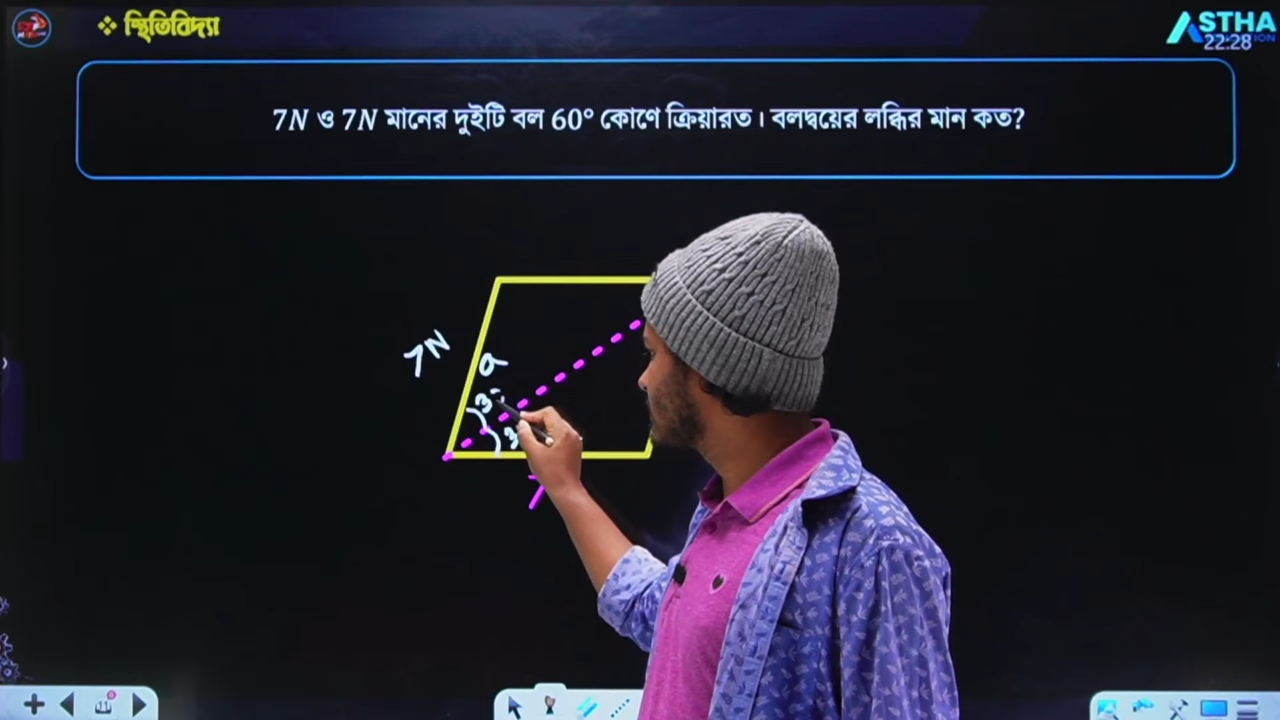 ❖ স্থিতিবিদ্যা
ASTHA
22:28
7N ও 7N মানের দুইটি বল 60° কোণে ক্রিয়ারত। বলদ্বয়ের লব্ধির মান কত?
7N